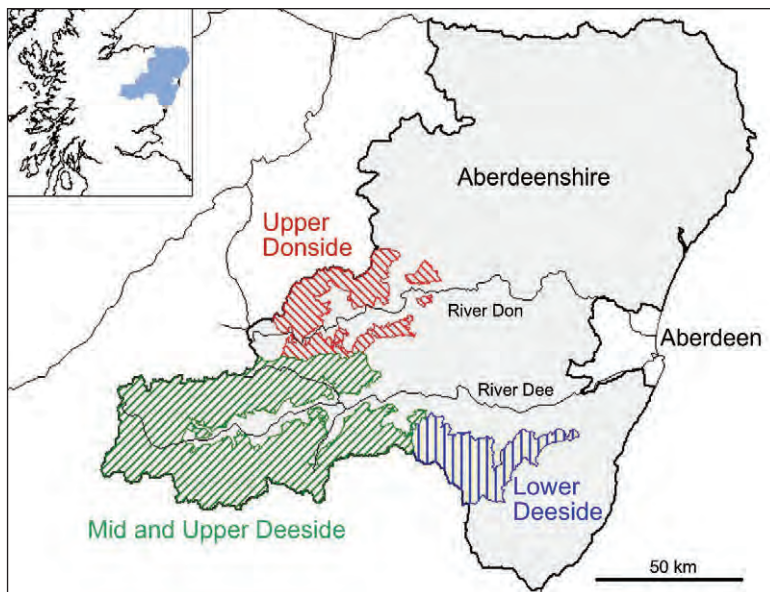 Aberdeenshire
Upper
Donside
River Don
Aberdeen
River Dee
Lower
Deeside
Mid and Upper Deeside
50 km